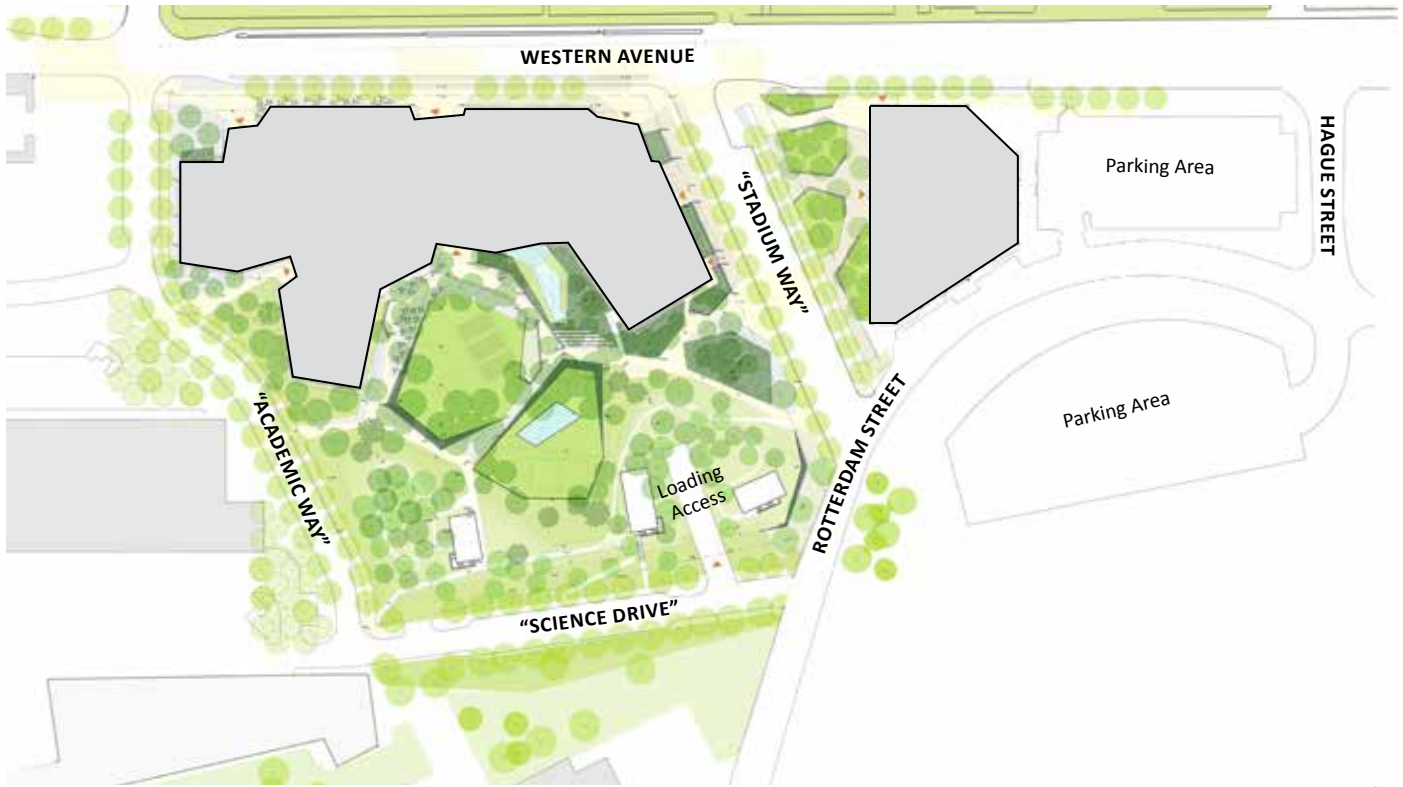 WESTERN AVENUE
HAGUE STREET
Parking Area
"STADIUM WAY"
"ACADEMIC WAY"
ROTTERDAM STREET
Parking Area
Loading
Access
"SCIENCE DRIVE"